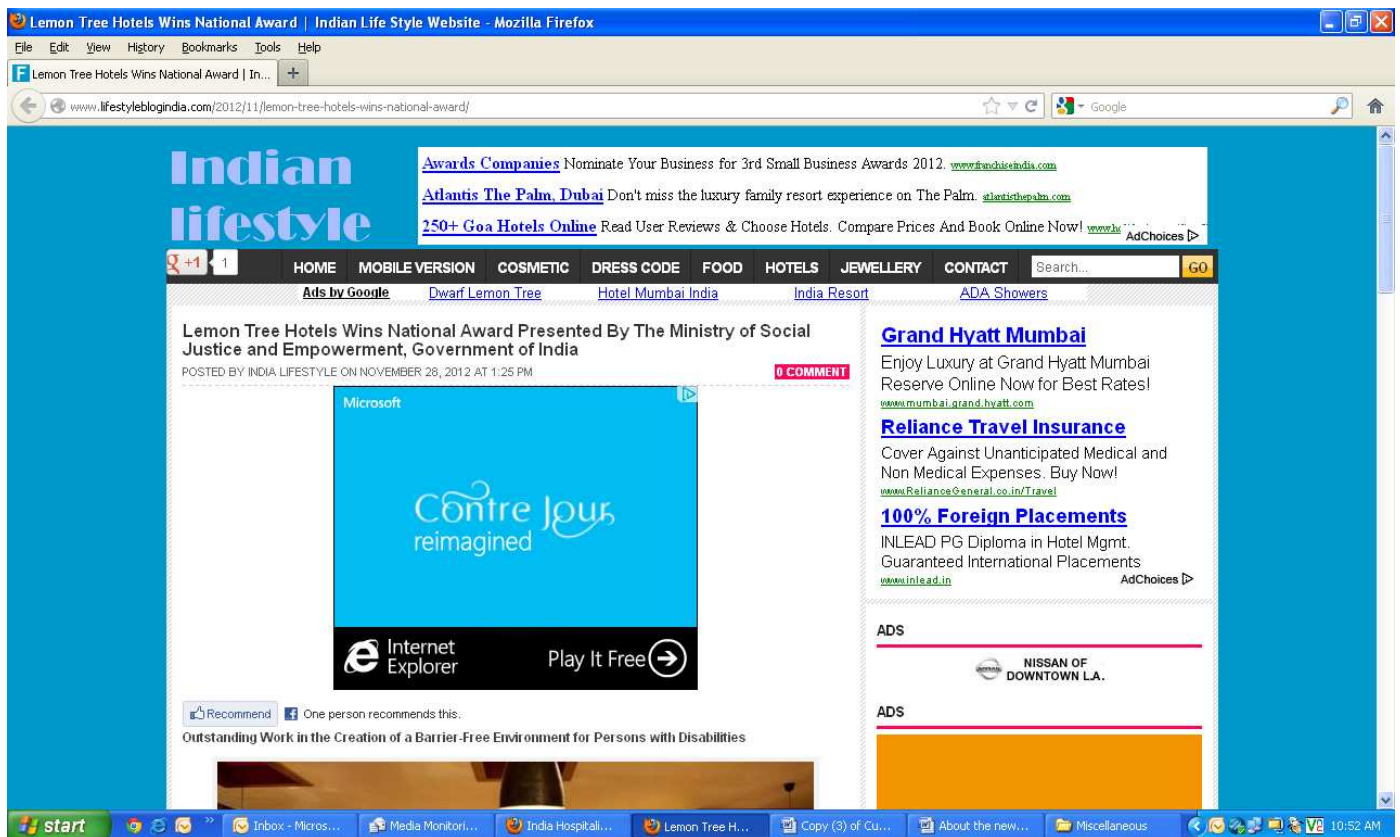 Lemon Tree Hotels Wins National Award | Indian Life Style Website - Mozilla Firefox
File Edit View History Bookmarks Tools Help
Lemon Tree Hotels Wins National Award | In... +
www.lifestyleblogindia.com/2012/11/lemon-tree-hotels-wins-national-award/
Google
Indian
lifestyle
Awards Companies Nominate Your Business for 3rd Small Business Awards 2012. www.franchiseindia.com
Atlantis The Palm, Dubai Don't miss the luxury family resort experience on The Palm. atlantisthepalm.com
250+ Goa Hotels Online Read User Reviews & Choose Hotels. Compare Prices And Book Online Now!
AdChoices
g +1 1
HOME MOBILE VERSION COSMETIC DRESS CODE FOOD HOTELS JEWELLERY CONTACT Search... GO
Ads by Google Dwarf Lemon Tree Hotel Mumbai India India Resort ADA Showers
Lemon Tree Hotels Wins National Award Presented By The Ministry of Social
Justice and Empowerment, Government of India
POSTED BY INDIA LIFESTYLE ON NOVEMBER 28, 2012 AT 1:25 PM
0 COMMENT
Microsoft
Contre Jour
reimagined
Internet
Explorer
Play It Free
Recommend One person recommends this.
Outstanding Work in the Creation of a Barrier-Free Environment for Persons with Disabilities
Grand Hyatt Mumbai
Enjoy Luxury at Grand Hyatt Mumbai
Reserve Online Now for Best Rates!
www.mumbai.grand.hyatt.com
Reliance Travel Insurance
Cover Against Unanticipated Medical and
Non Medical Expenses. Buy Now!
www.RelianceGeneral.co.in/Travel
100% Foreign Placements
INLEAD PG Diploma in Hotel Mgmt.
Guaranteed International Placements
www.inlead.in
AdChoices
ADS
NISSAN OF
DOWNTOWN L.A.
ADS
start
Inbox - Micros...
Media Monitori...
India Hospitali...
Lemon Tree H...
Copy (3) of Cu...
About the new...
Miscellaneous
10:52 AM